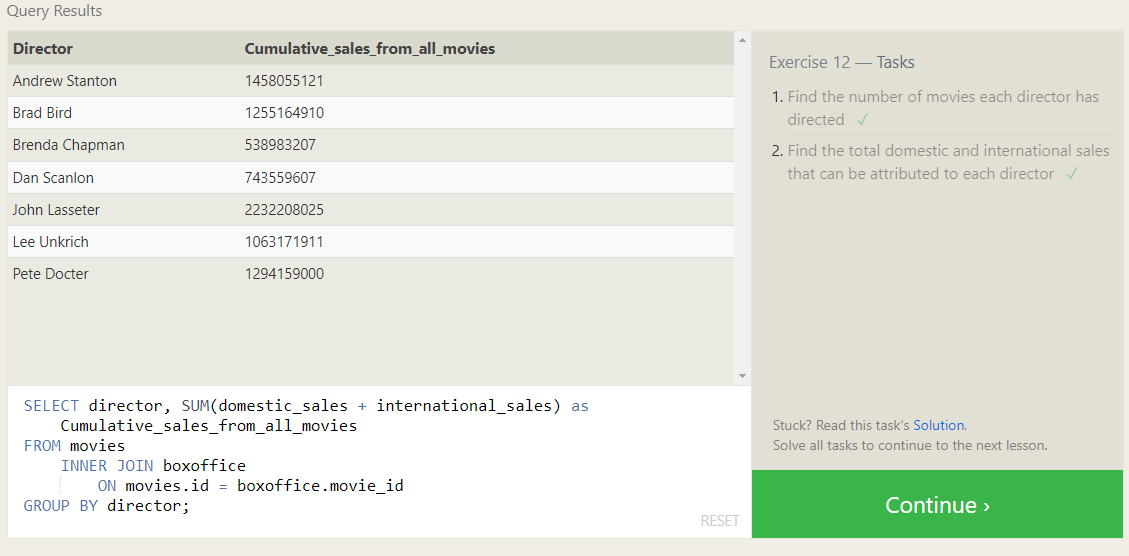 Query Results
Director Cumulative_sales_from_all_movies
Andrew Stanton 1458055121
Brad Bird 1255164910
Brenda Chapman 538983207
Dan Scanlon 743559607
John Lasseter 2232208025
Lee Unkrich 1063171911
Pete Docter 1294159000
SELECT director, SUM(domestic_sales + international_sales) as
Cumulative_sales_from_all_movies
FROM movies
INNER JOIN boxoffice
ON movies.id = boxoffice.movie_id
GROUP BY director;
RESET
Exercise 12 — Tasks
1. Find the number of movies each director has
directed ✓
2. Find the total domestic and international sales
that can be attributed to each director ✓
Stuck? Read this task's Solution.
Solve all tasks to continue to the next lesson.
Continue ›